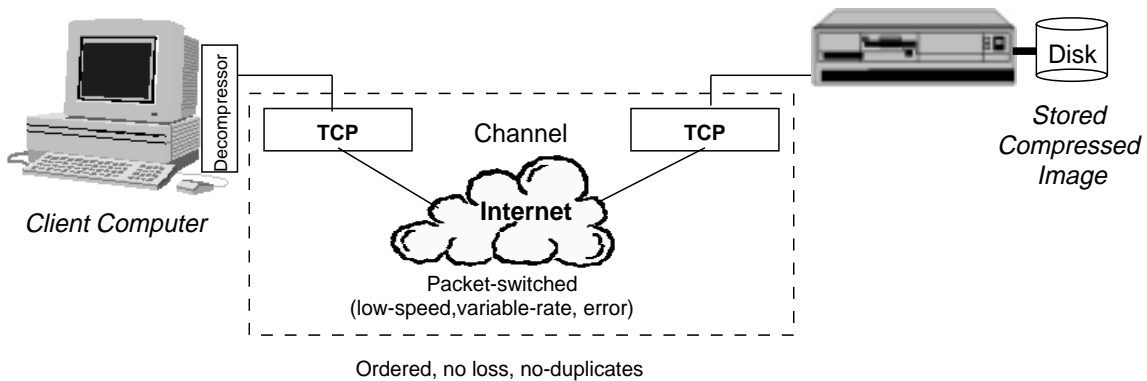 Disk
Stored
Compressed
Image
Decompressor
Client Computer
TCP
Channel
TCP
Internet
Packet-switched
(low-speed,variable-rate, error)
Ordered, no loss, no-duplicates